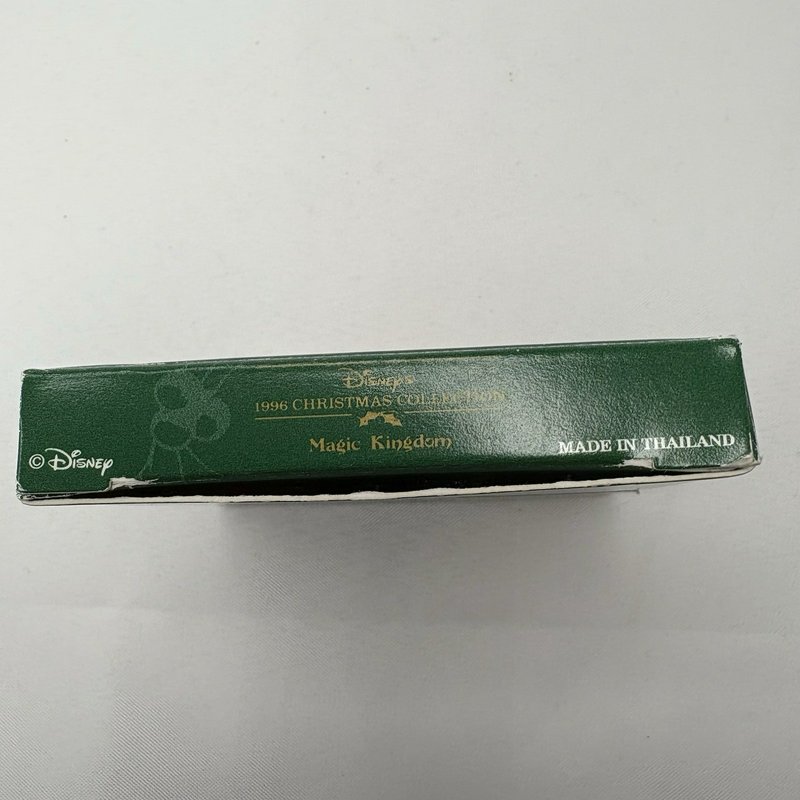 Disney's
1996 CHRISTMAS COLLECTION
Magic Kingdom
© Disney
MADE IN THAILAND